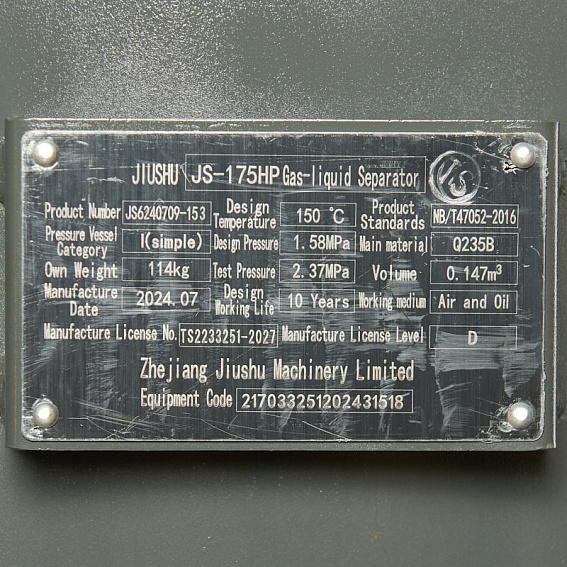 JIUSHU JS-175HP Gas-liquid Separator JS
Product Number JS6240709-153 Design Temperature 150 ℃ Product Standards NB/T47052-2016
Pressure Vessel Category I(simple) Design Pressure 1.58MPa Main material Q235B
Own Weight 114kg Test Pressure 2.37MPa Volume 0.147m³
Manufacture Date 2024.07 Design Working Life 10 Years Working medium Air and Oil
Manufacture License No. TS2233251-2027 Manufacture License Level D
Zhejiang Jiushu Machinery Limited
Equipment Code 217033251202431518